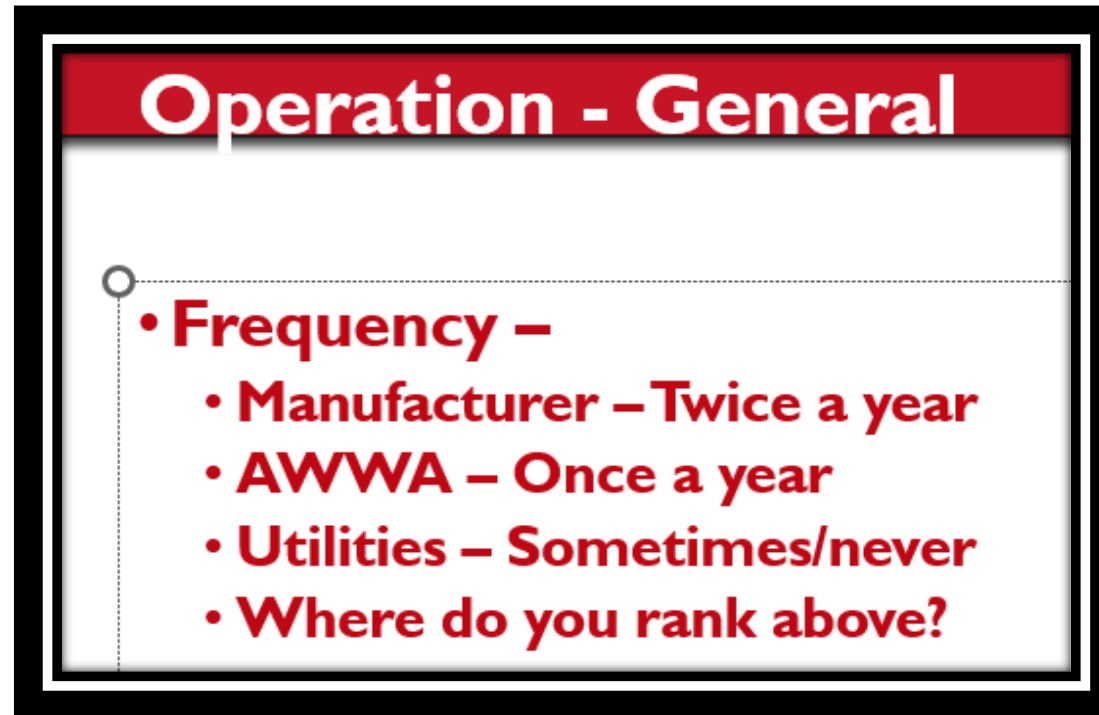 Operation - General
• Frequency –
• Manufacturer – Twice a year
• AWWA – Once a year
• Utilities – Sometimes/never
• Where do you rank above?